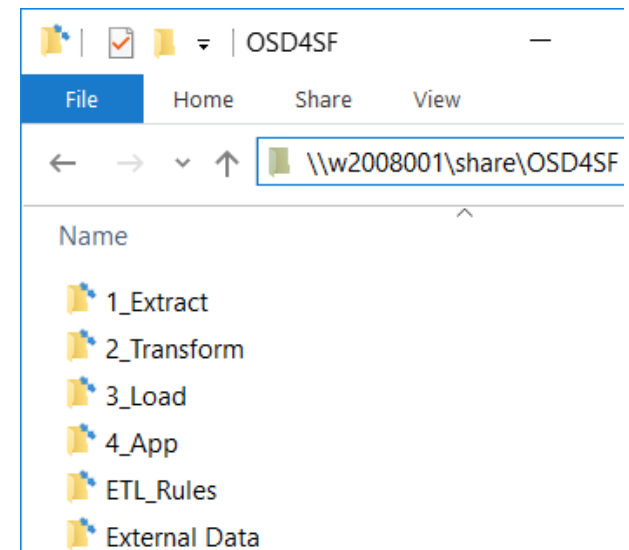 OSD4SF
File Home Share View
\\w2008001\share\OSD4SF
Name
1_Extract
2_Transform
3_Load
4_App
ETL_Rules
External Data